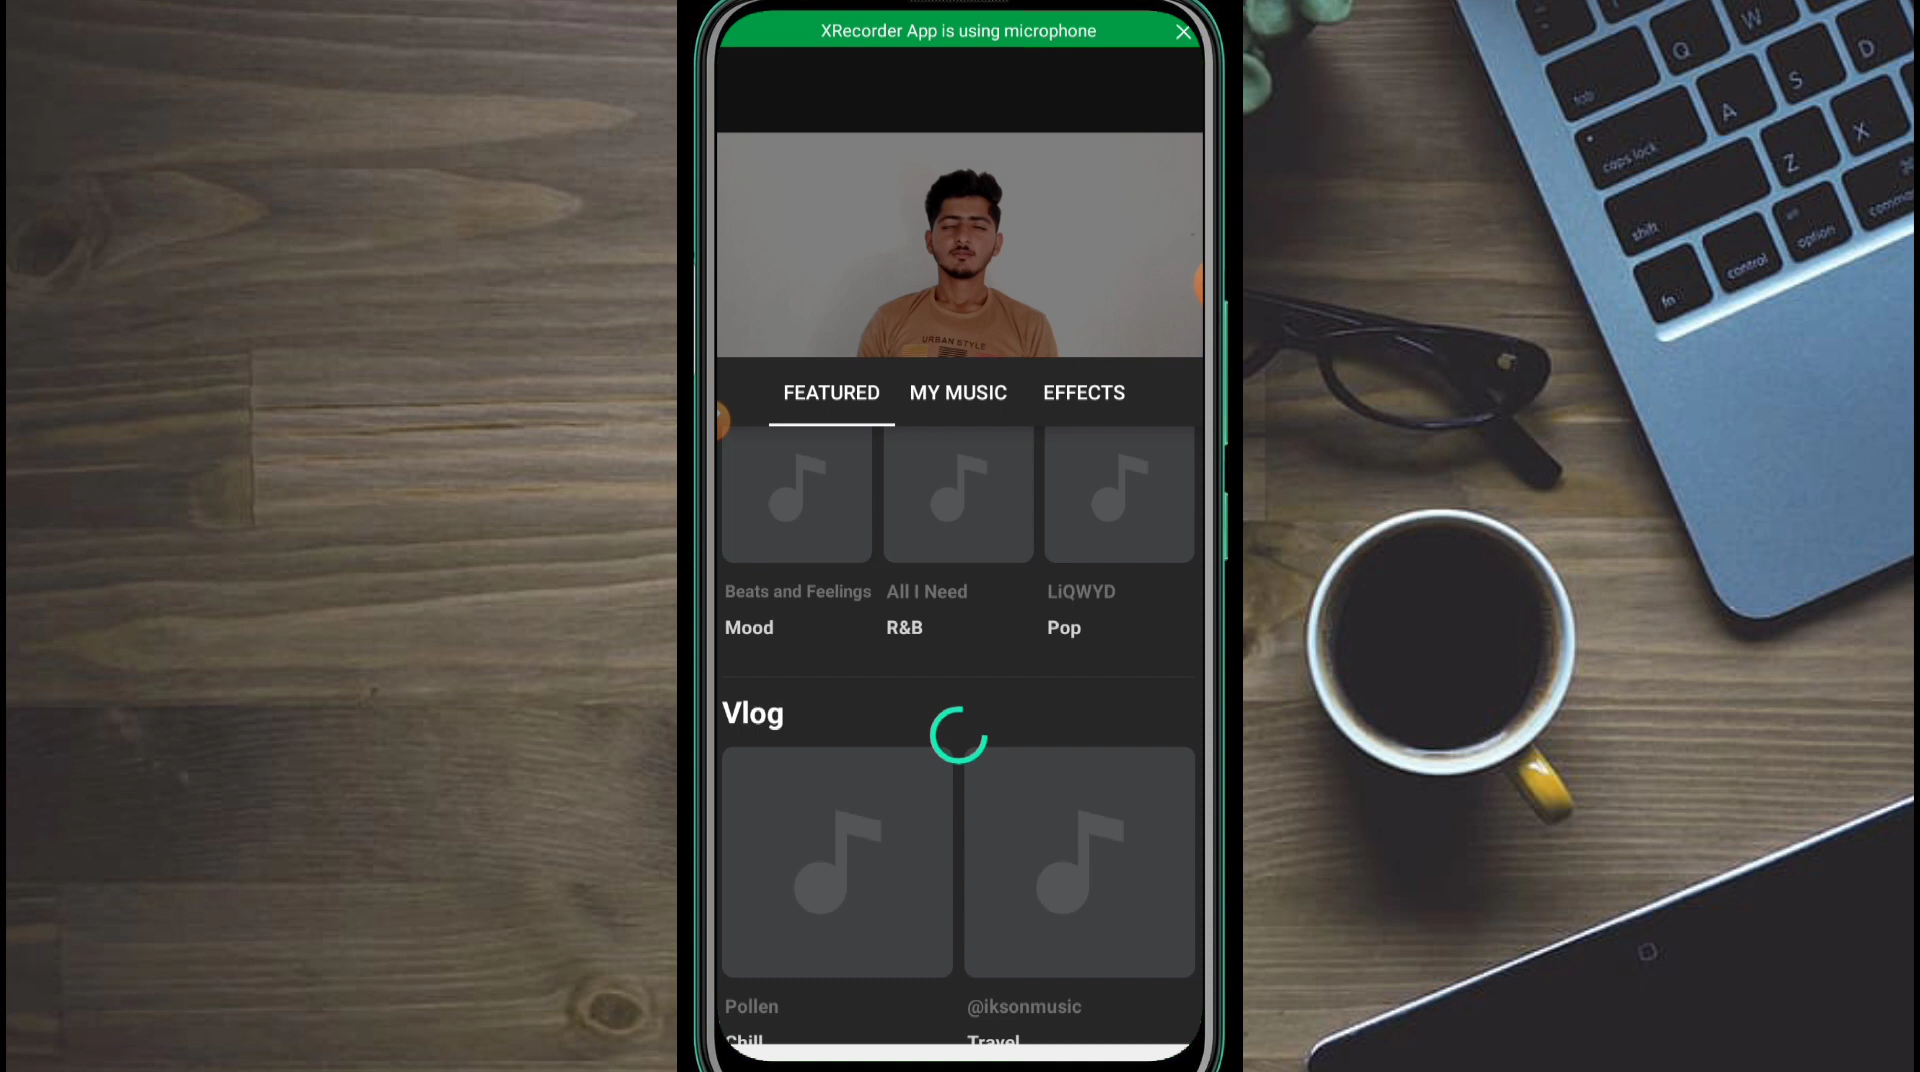 XRecorder App is using microphone
URBAN STYLE
FEATURED MY MUSIC EFFECTS
Beats and Feelings All I Need LiQWYD
Mood R&B Pop
Vlog
Pollen @iksonmusic
Chill Travel
W
Q
D
tab
S
A
caps lock
X
Z
shift
option
control
fn